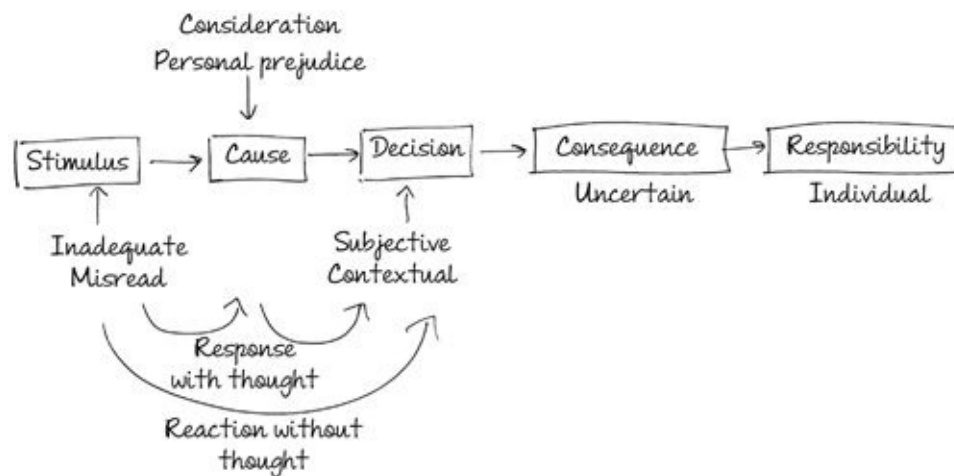 Consideration
Personal prejudice
Stimulus
Cause
Decision
Consequence
Responsibility
Uncertain
Individual
Inadequate
Misread
Subjective
Contextual
Response
with thought
Reaction without
thought